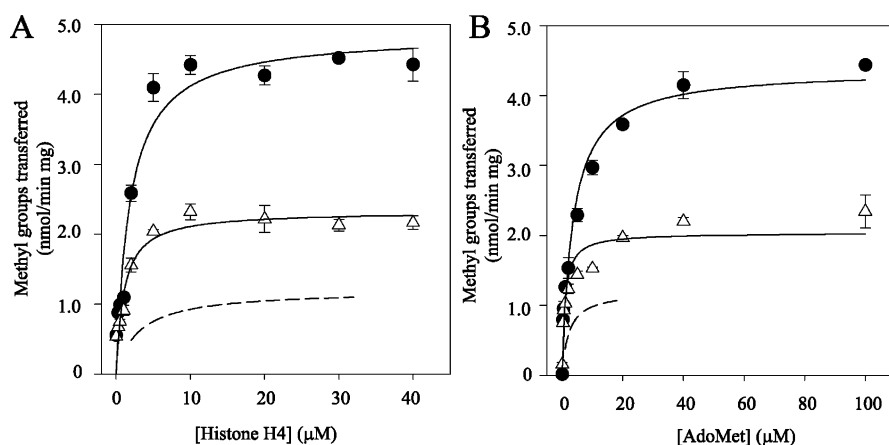 A
Methyl groups transferred
(nmol/min mg)
5.0
4.0
3.0
2.0
1.0
0
0 10 20 30 40
[Histone H4] (μM)
B
Methyl groups transferred
(nmol/min mg)
5.0
4.0
3.0
2.0
1.0
0
0 20 40 60 80 100
[AdoMet] (μM)